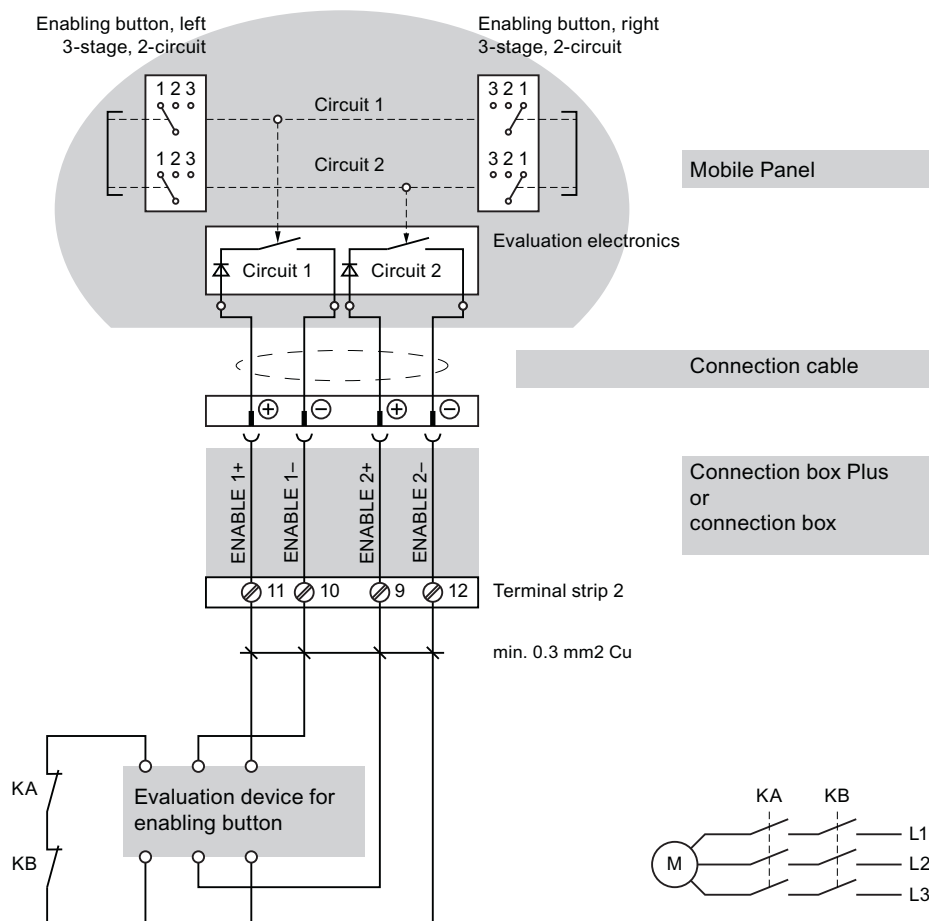 Enabling button, left
3-stage, 2-circuit
Enabling button, right
3-stage, 2-circuit
1 2 3
3 2 1
Circuit 1
1 2 3
3 2 1
Circuit 2
Mobile Panel
Evaluation electronics
Circuit 1
Circuit 2
Connection cable
+ − + −
ENABLE 1+
ENABLE 1–
ENABLE 2+
ENABLE 2–
Connection box Plus
or
connection box
11
10
9
12
Terminal strip 2
min. 0.3 mm2 Cu
KA
KB
Evaluation device for
enabling button
KA
KB
M
L1
L2
L3